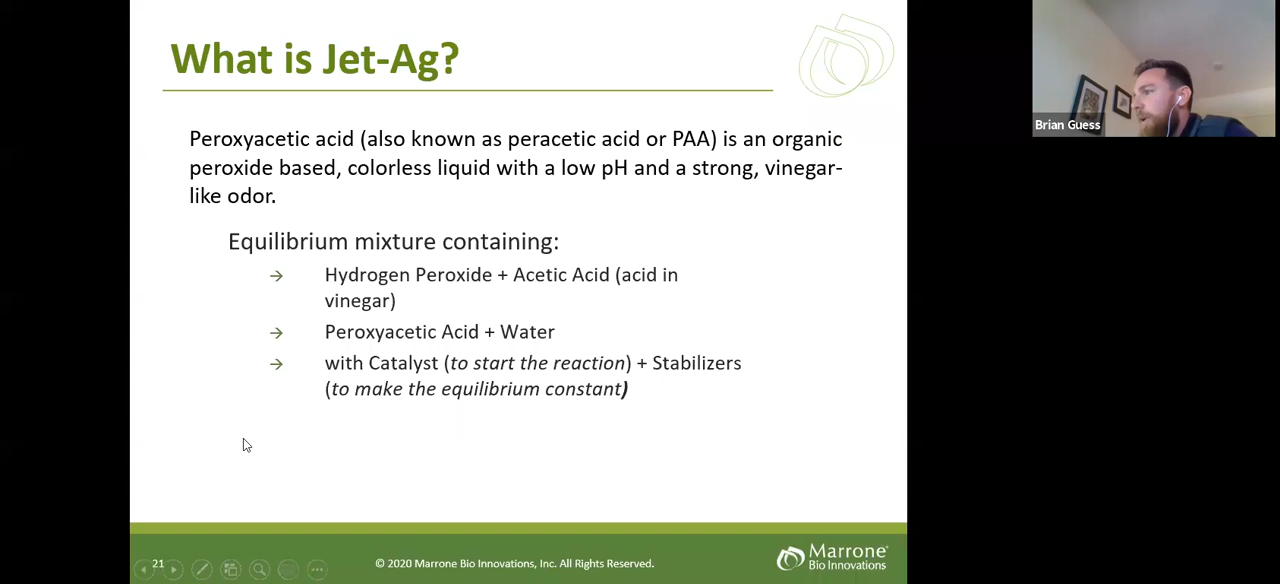 What is Jet-Ag?
Brian Guess
Peroxyacetic acid (also known as peracetic acid or PAA) is an organic
peroxide based, colorless liquid with a low pH and a strong, vinegar-
like odor.
Equilibrium mixture containing:
→ Hydrogen Peroxide + Acetic Acid (acid in
vinegar)
→ Peroxyacetic Acid + Water
→ with Catalyst (to start the reaction) + Stabilizers
(to make the equilibrium constant)
21
© 2020 Marrone Bio Innovations, Inc. All Rights Reserved.
Marrone®
Bio Innovations